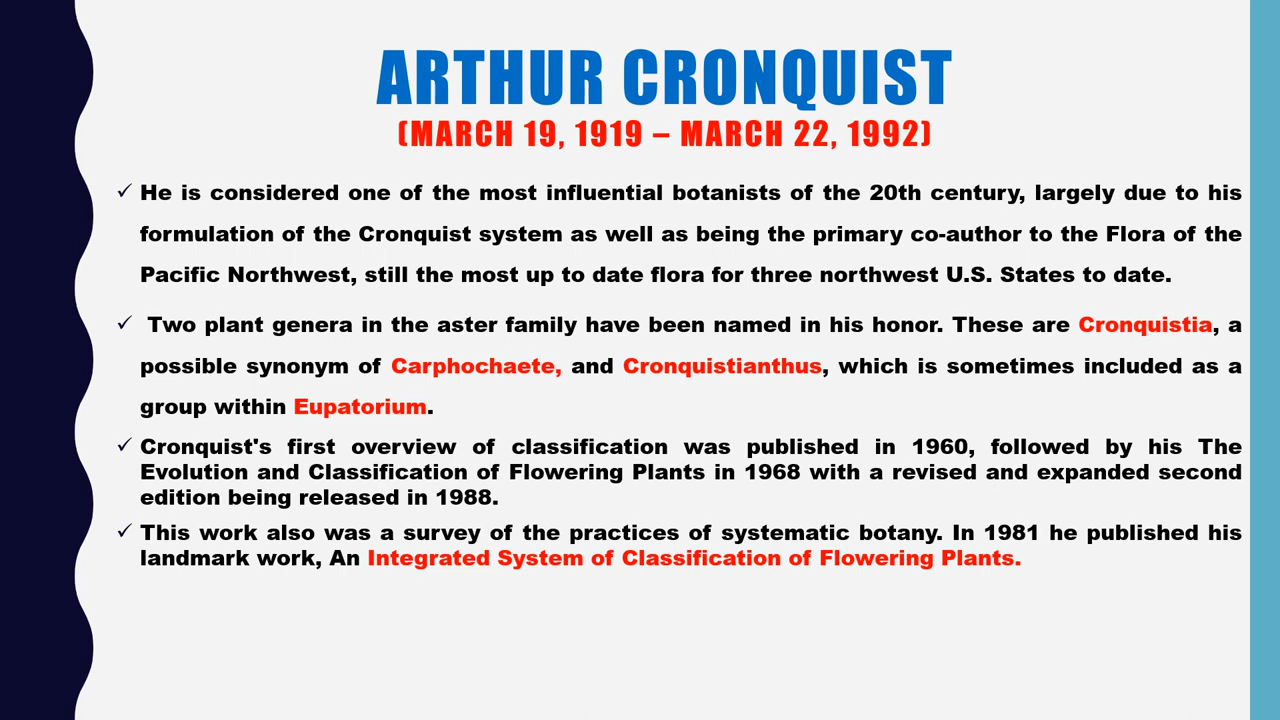 ARTHUR CRONQUIST
(MARCH 19, 1919 – MARCH 22, 1992)
✓ He is considered one of the most influential botanists of the 20th century, largely due to his
formulation of the Cronquist system as well as being the primary co-author to the Flora of the
Pacific Northwest, still the most up to date flora for three northwest U.S. States to date.
✓ Two plant genera in the aster family have been named in his honor. These are Cronquistia, a
possible synonym of Carphochaete, and Cronquistianthus, which is sometimes included as a
group within Eupatorium.
✓ Cronquist's first overview of classification was published in 1960, followed by his The
Evolution and Classification of Flowering Plants in 1968 with a revised and expanded second
edition being released in 1988.
✓ This work also was a survey of the practices of systematic botany. In 1981 he published his
landmark work, An Integrated System of Classification of Flowering Plants.